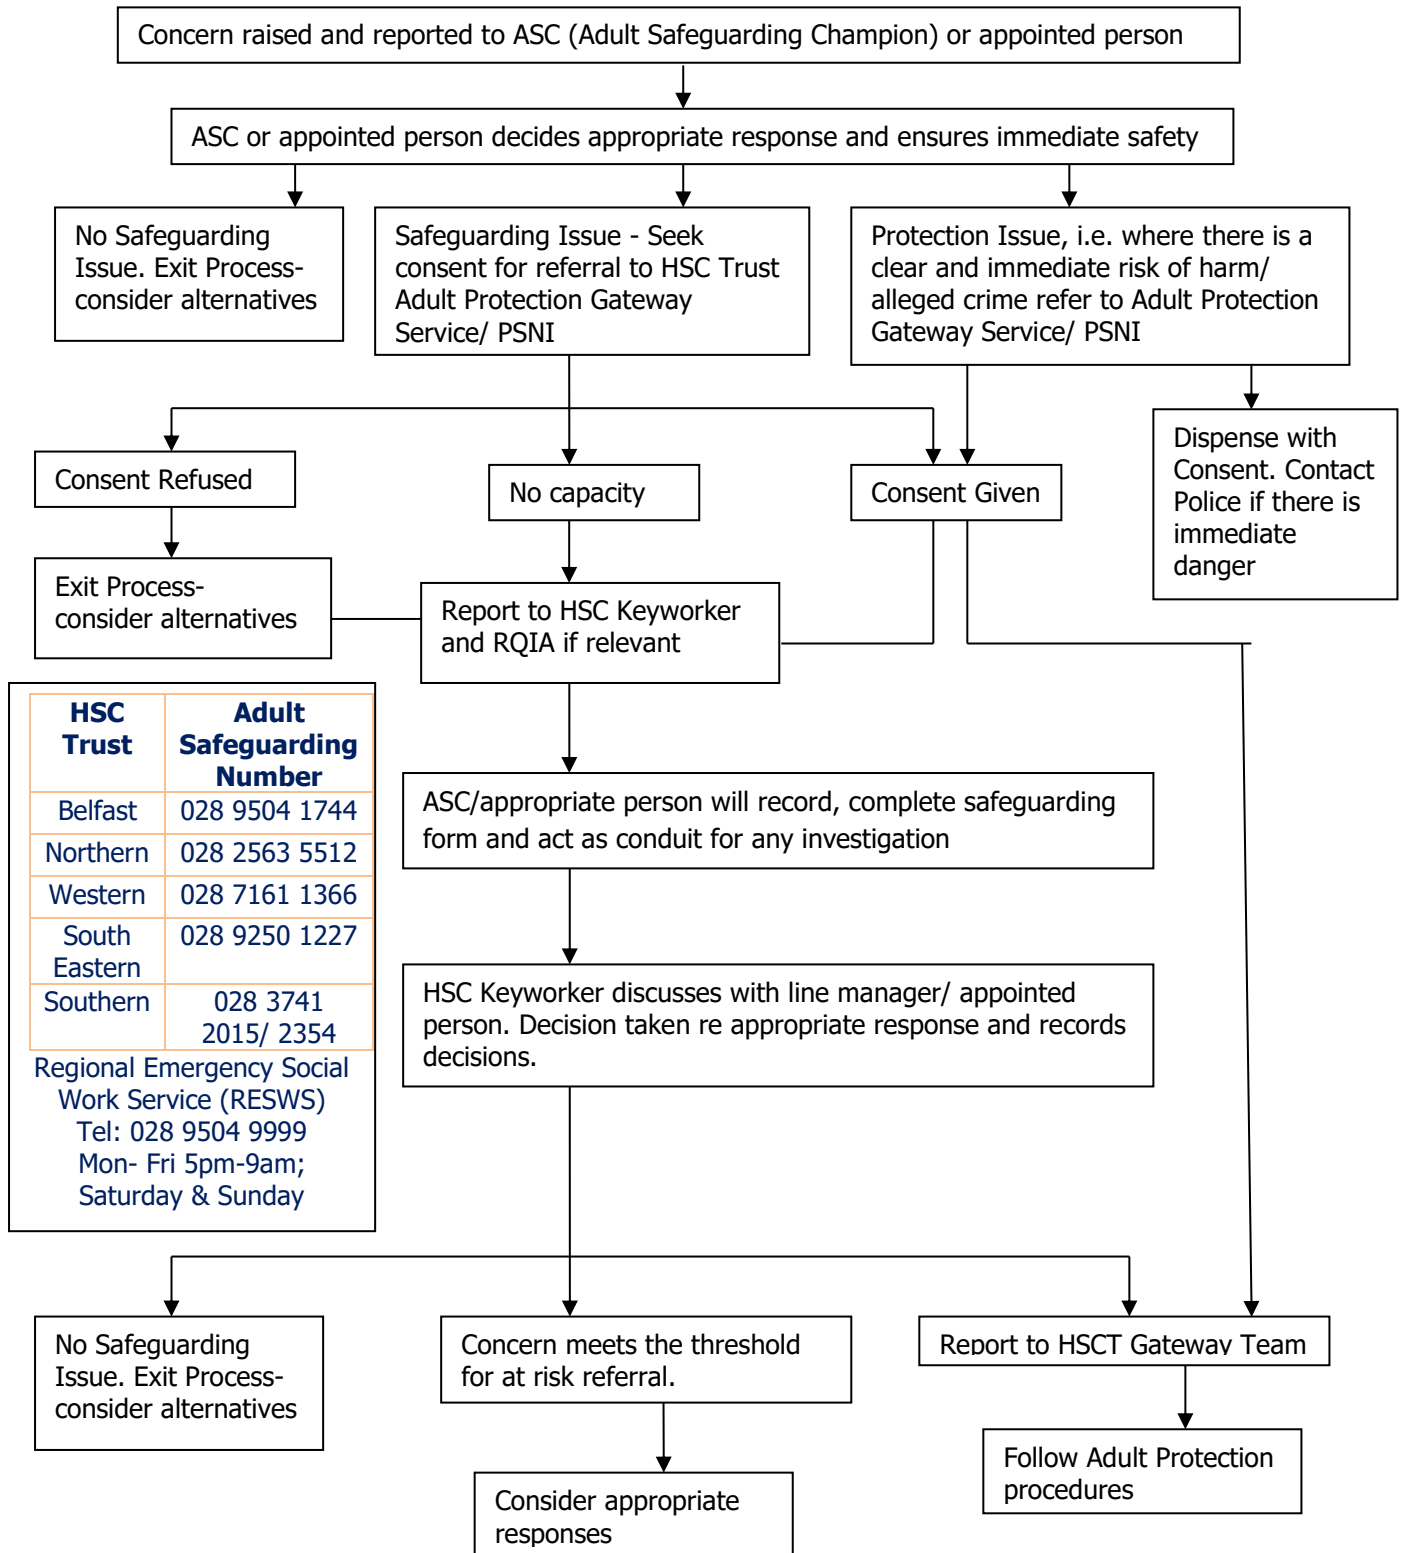 Concern raised and reported to ASC (Adult Safeguarding Champion) or appointed person
ASC or appointed person decides appropriate response and ensures immediate safety
No Safeguarding
Issue. Exit Process-
consider alternatives
Safeguarding Issue - Seek
consent for referral to HSC Trust
Adult Protection Gateway
Service/ PSNI
Protection Issue, i.e. where there is a
clear and immediate risk of harm/
alleged crime refer to Adult Protection
Gateway Service/ PSNI
Dispense with
Consent. Contact
Police if there is
immediate
danger
Consent Refused
No capacity
Consent Given
Exit Process-
consider alternatives
Report to HSC Keyworker
and RQIA if relevant
HSC
Trust
Adult
Safeguarding
Number
Belfast 028 9504 1744
Northern 028 2563 5512
Western 028 7161 1366
South
Eastern
028 9250 1227
Southern
028 3741
2015/ 2354
Regional Emergency Social
Work Service (RESWS)
Tel: 028 9504 9999
Mon- Fri 5pm-9am;
Saturday & Sunday
ASC/appropriate person will record, complete safeguarding
form and act as conduit for any investigation
HSC Keyworker discusses with line manager/ appointed
person. Decision taken re appropriate response and records
decisions.
No Safeguarding
Issue. Exit Process-
consider alternatives
Concern meets the threshold
for at risk referral.
Report to HSCT Gateway Team
Consider appropriate
responses
Follow Adult Protection
procedures